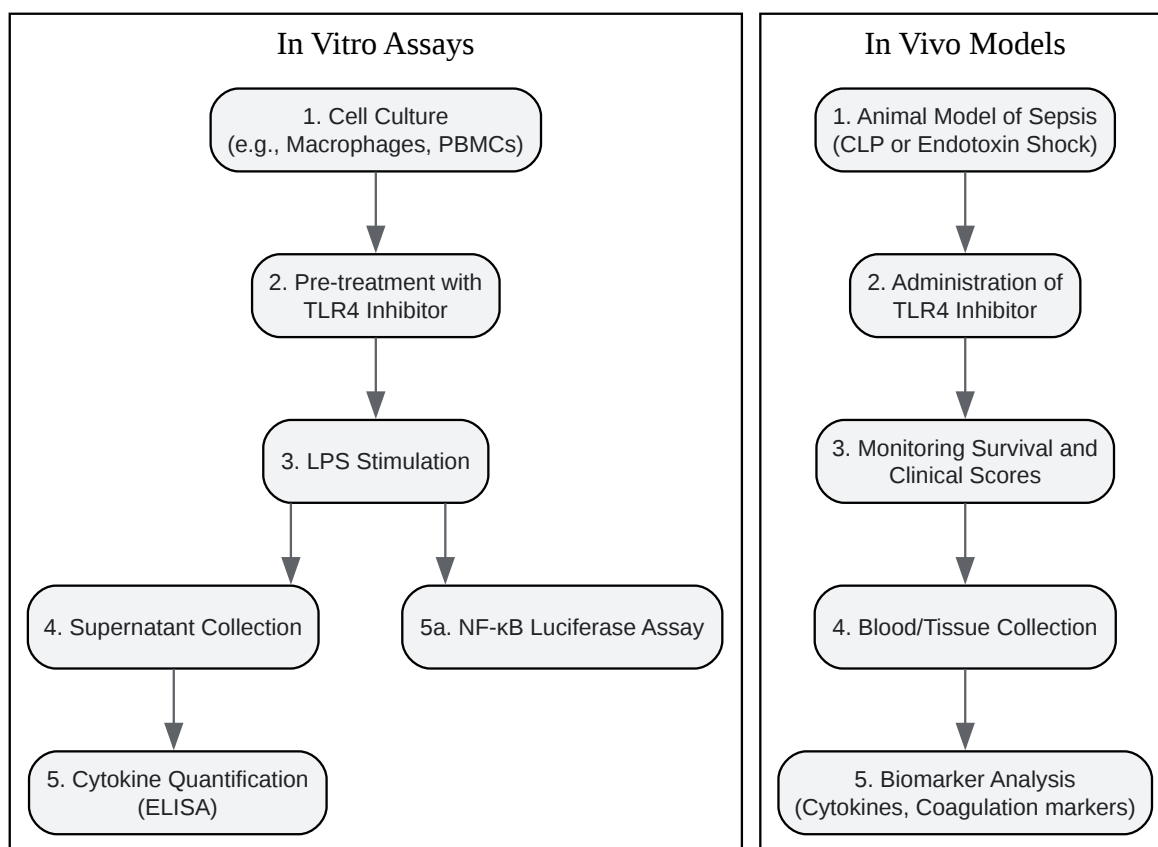 In Vitro Assays
1. Cell Culture
(e.g., Macrophages, PBMCs)
2. Pre-treatment with
TLR4 Inhibitor
3. LPS Stimulation
4. Supernatant Collection
5a. NF-κB Luciferase Assay
5. Cytokine Quantification
(ELISA)
In Vivo Models
1. Animal Model of Sepsis
(CLP or Endotoxin Shock)
2. Administration of
TLR4 Inhibitor
3. Monitoring Survival and
Clinical Scores
4. Blood/Tissue Collection
5. Biomarker Analysis
(Cytokines, Coagulation markers)